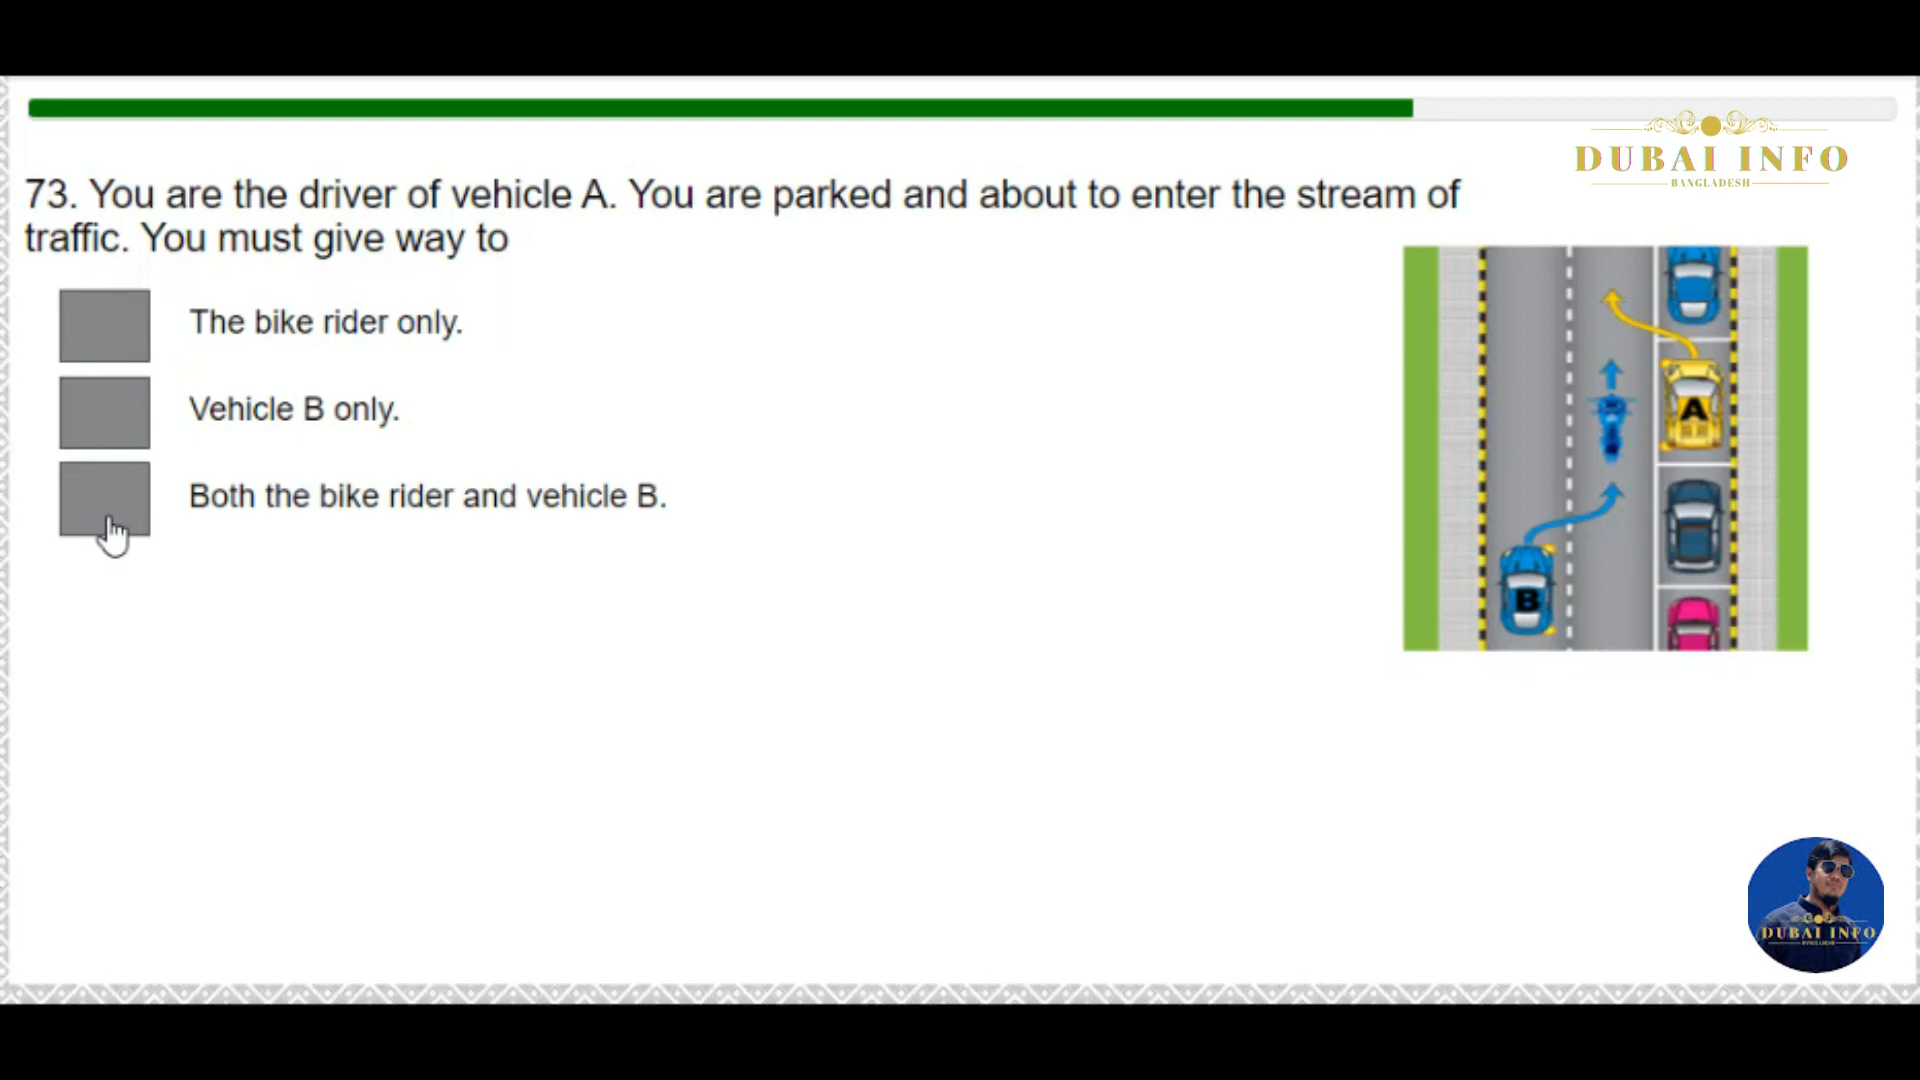 DUBAI INFO
BANGLADESH
73. You are the driver of vehicle A. You are parked and about to enter the stream of
traffic. You must give way to
The bike rider only.
Vehicle B only.
Both the bike rider and vehicle B.
A
B
DUBAI INFO
BANGLADESH